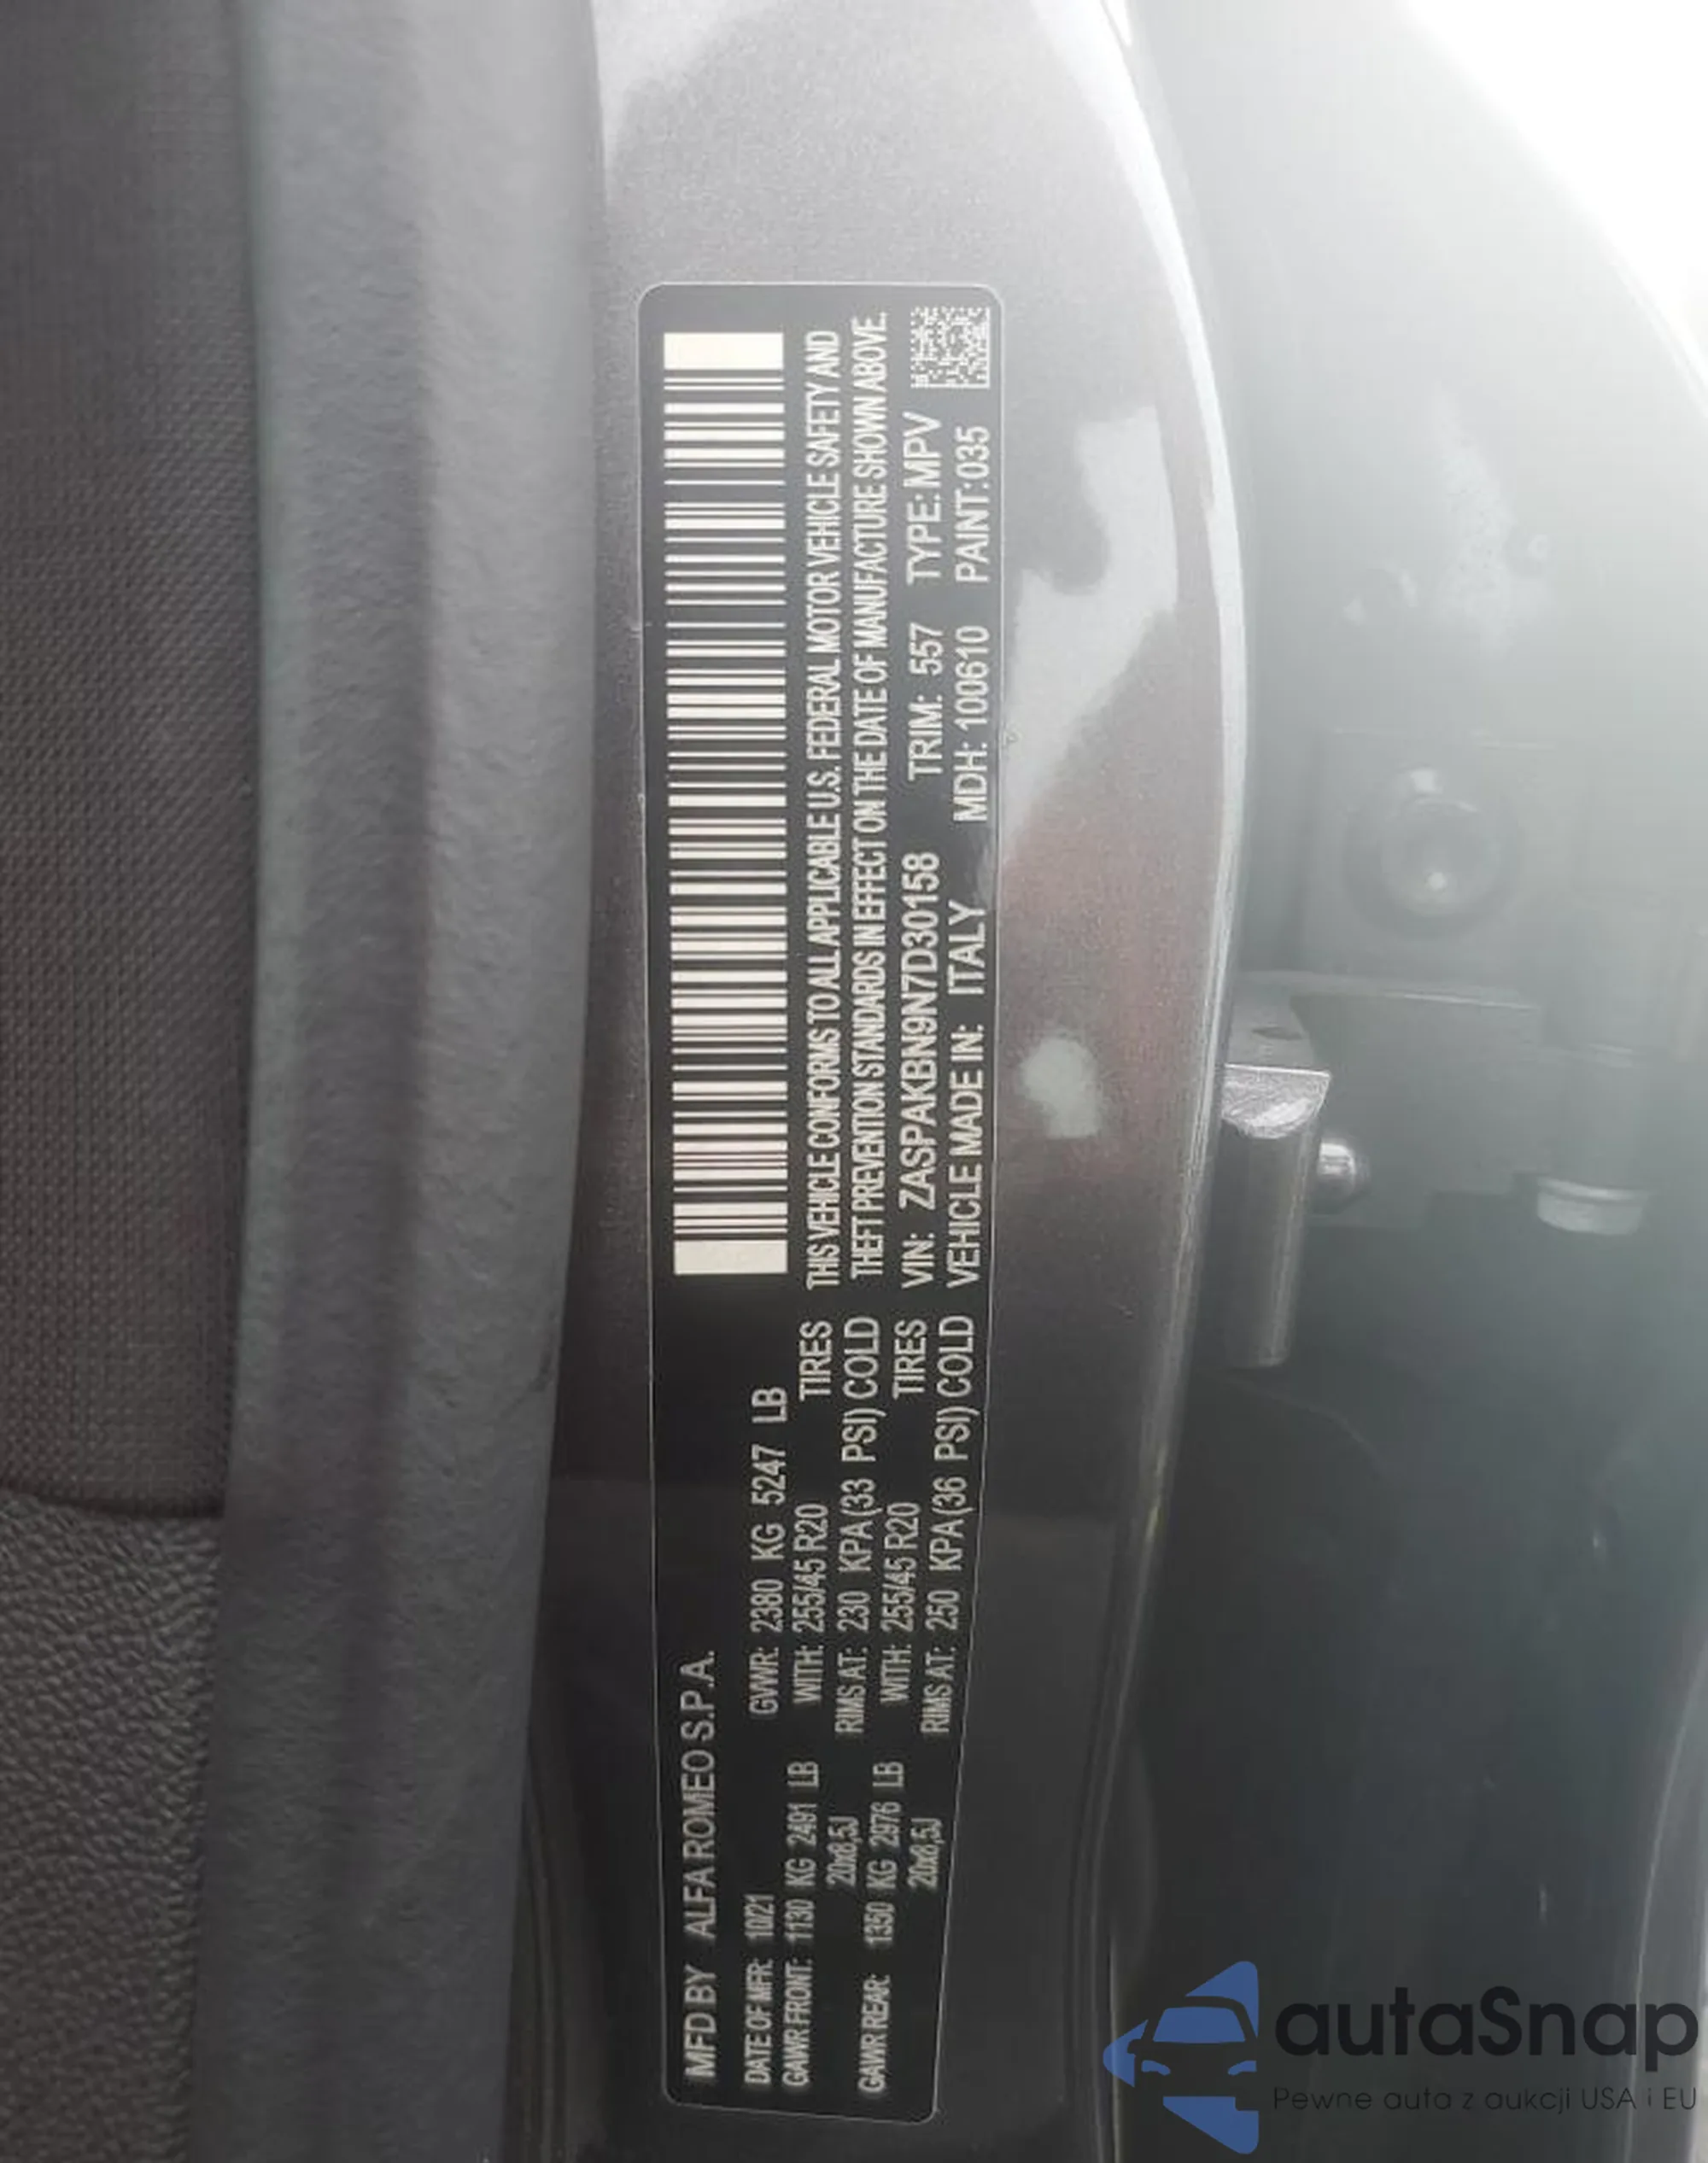 MFD BY ALFA ROMEO S.P.A.
DATE OF MFR: 10/21 GVWR: 2380 KG 5247 LB
GAWR FRONT: 1130 KG 2491 LB WITH: 255/45 R20 TIRES
20x8,5J RIMS AT: 230 KPA (33 PSI) COLD
GAWR REAR: 1350 KG 2976 LB WITH: 255/45 R20 TIRES
20x8,5J RIMS AT: 250 KPA (36 PSI) COLD
THIS VEHICLE CONFORMS TO ALL APPLICABLE U.S. FEDERAL MOTOR VEHICLE SAFETY AND
THEFT PREVENTION STANDARDS IN EFFECT ON THE DATE OF MANUFACTURE SHOWN ABOVE.
VIN: ZASPAKBN9N7D30158 TRIM: 557 TYPE: MPV
VEHICLE MADE IN: ITALY MDH: 100610 PAINT: 035
autaSnap
Pewne auta z aukcji USA i EU